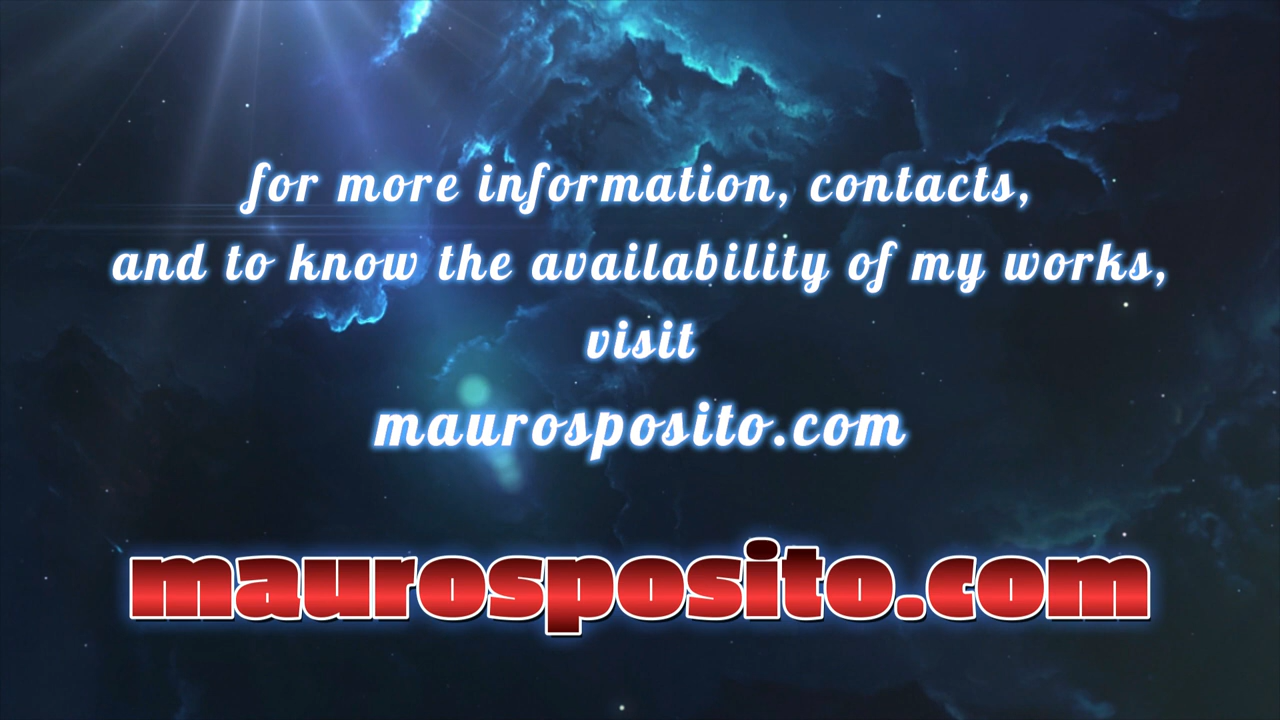 for more information, contacts,
and to know the availability of my works,
visit
maurosposito.com
maurosposito.com